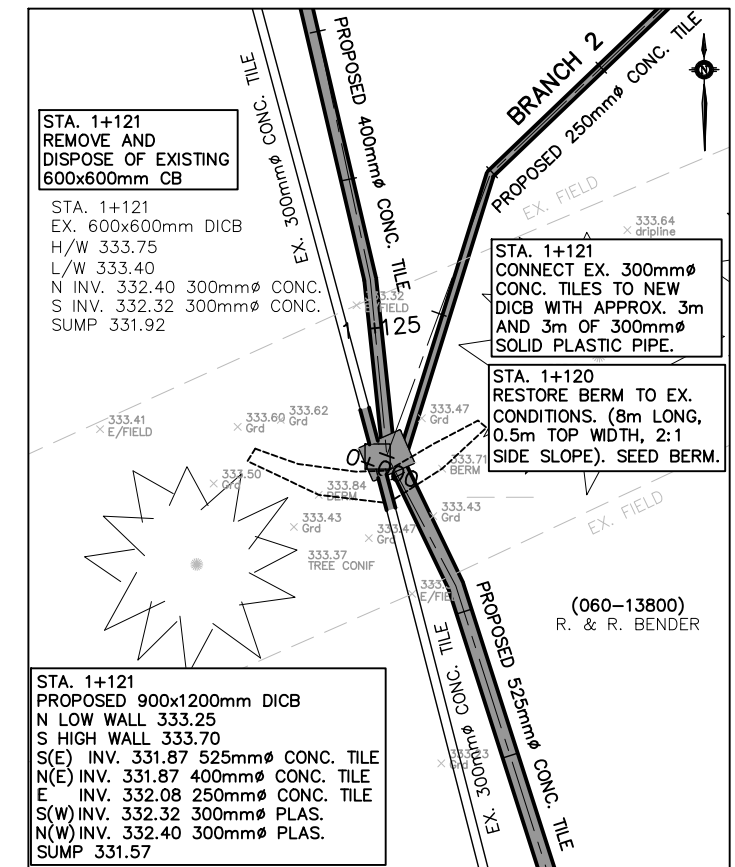 PROPOSED 400mmø CONC. TILE
EX. 300mmø CONC. TILE
BRANCH 2
PROPOSED 250mmø CONC. TILE
N
STA. 1+121
REMOVE AND
DISPOSE OF EXISTING
600x600mm CB
STA. 1+121
EX. 600x600mm DICB
H/W 333.75
L/W 333.40
N INV. 332.40 300mmø CONC.
S INV. 332.32 300mmø CONC.
SUMP 331.92
EX. FIELD
333.64
dripline
STA. 1+121
CONNECT EX. 300mmø
CONC. TILES TO NEW
DICB WITH APPROX. 3m
AND 3m OF 300mmø
SOLID PLASTIC PIPE.
1+125
STA. 1+120
RESTORE BERM TO EX.
CONDITIONS. (8m LONG,
0.5m TOP WIDTH, 2:1
SIDE SLOPE). SEED BERM.
333.41
E/FIELD
333.60
Grd
333.62
Grd
333.47
Grd
333.71
BERM
0+000
333.50
Grd
333.84
BERM
333.43
Grd
333.43
Grd
333.47
Grd
333.37
TREE CONIF
EX. FIELD
(060-13800)
R. & R. BENDER
PROPOSED 525mmø CONC. TILE
EX. 300mmø CONC. TILE
Grd
STA. 1+121
PROPOSED 900x1200mm DICB
N LOW WALL 333.25
S HIGH WALL 333.70
S(E) INV. 331.87 525mmø CONC. TILE
N(E) INV. 331.87 400mmø CONC. TILE
E INV. 332.08 250mmø CONC. TILE
S(W) INV. 332.32 300mmø PLAS.
N(W) INV. 332.40 300mmø PLAS.
SUMP 331.57